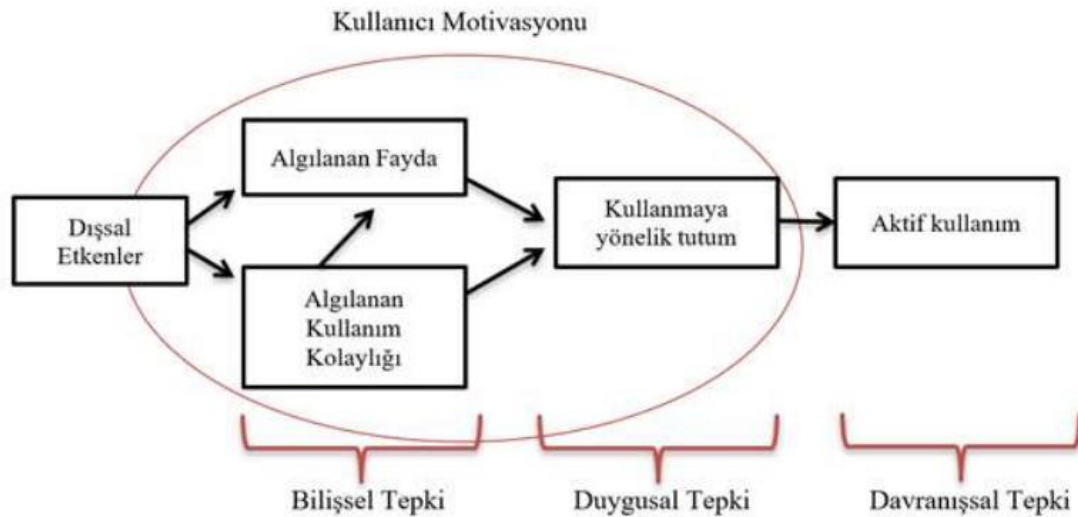 Kullanıcı Motivasyonu
Algılanan Fayda
Dışsal
Etkenler
Kullanmaya
yönelik tutum
Aktif kullanım
Algılanan
Kullanım
Kolaylığı
Bilişsel Tepki
Duygusal Tepki
Davranışsal Tepki